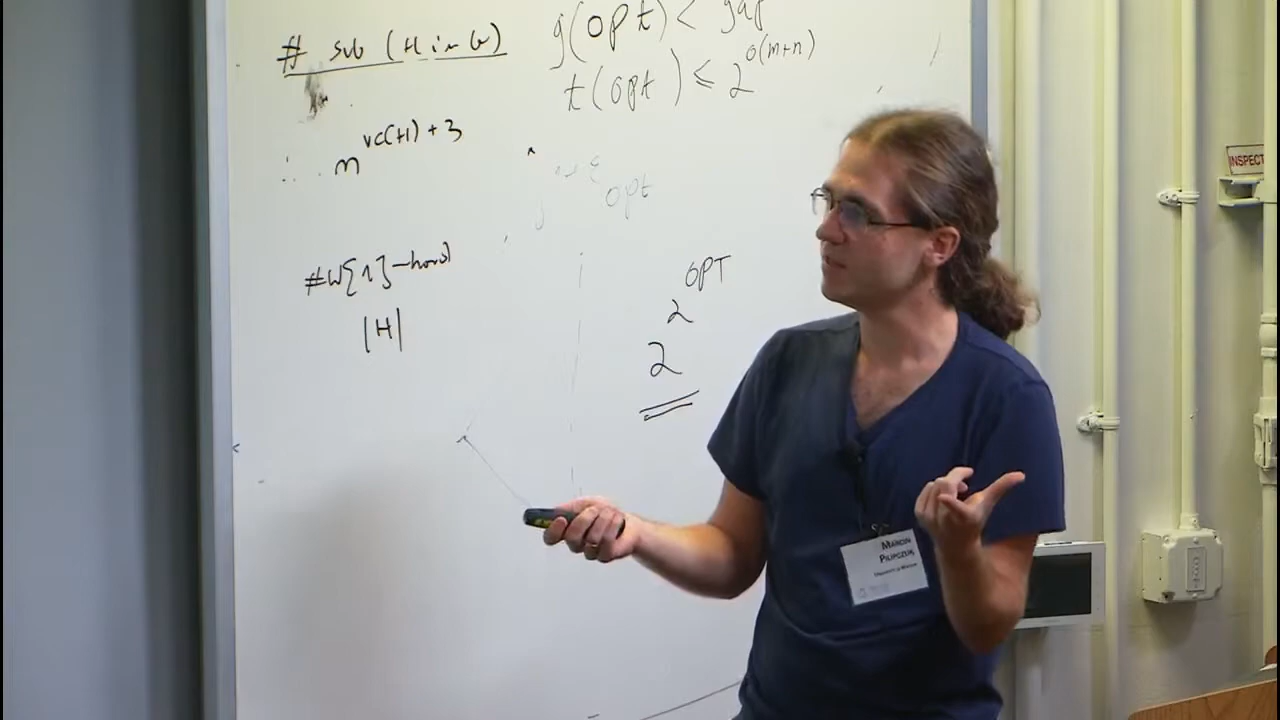 # sub (H in G)
g(opt) < gap
t(opt) ≤ 2^{o(m+n)}
n^{vc(H) + 3}
opt
#W[1]-hard
|H|
2^{2^{OPT}}
MARCIN
PILIPCZUK
INSPECT